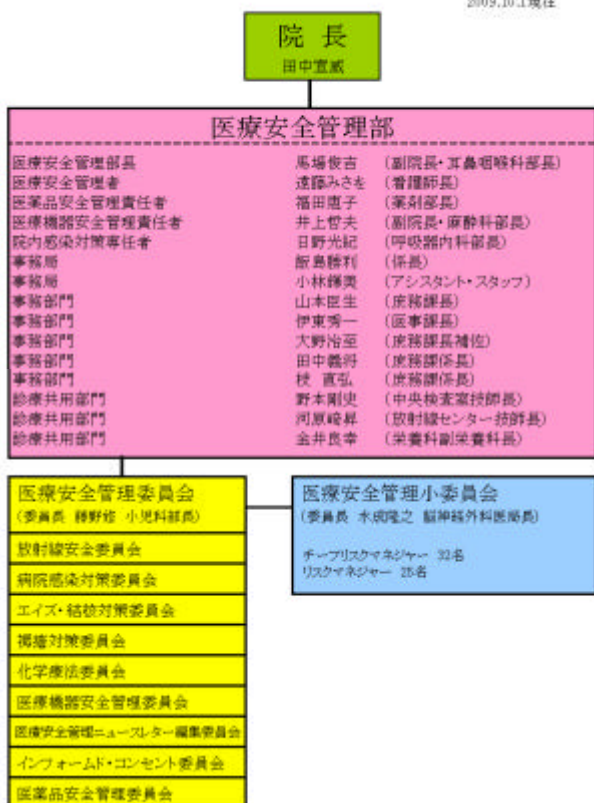 2009.10.1現在
院 長
田中宣威
医療安全管理部
医療安全管理部長 馬場俊吉 (副院長・耳鼻咽喉科部長)
医療安全管理者 遠藤みさを (看護師長)
医薬品安全管理責任者 福田恵子 (薬剤部長)
医療機器安全管理責任者 井上哲夫 (副院長・麻酔科部長)
院内感染対策専任者 日野光紀 (呼吸器内科部長)
事務局 飯島勝利 (係長)
事務局 小林輝美 (アシスタント・スタッフ)
事務部門 山本臣生 (庶務課長)
事務部門 伊東秀一 (医事課長)
事務部門 大野治至 (庶務課長補佐)
事務部門 田中義将 (庶務課係長)
事務部門 直弘 (庶務課係長)
診療共用部門 野本剛史 (中央検査室技師長)
診療共用部門 河原崎昇 (放射線センター技師長)
診療共用部門 金井良幸 (栄養科副栄養科長)
医療安全管理委員会
(委員長 藤野修 小児科部長)
放射線安全委員会
病院感染対策委員会
エイズ・結核対策委員会
褥瘡対策委員会
化学療法委員会
医療機器安全管理委員会
医療安全管理ニュースレター編集委員会
インフォームド・コンセント委員会
医薬品安全管理委員会
医療安全管理小委員会
(委員長 水成隆之 脳神経外科医局長)
チーフリスクマネジャー 32名
リスクマネジャー 28名